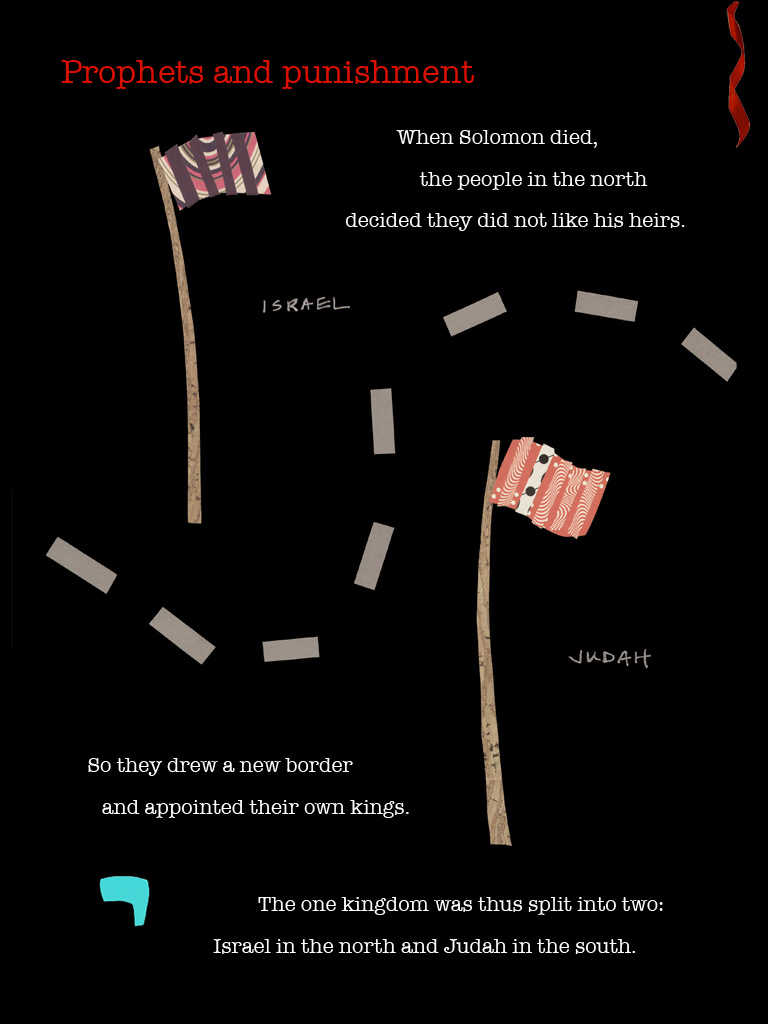 Prophets and punishment
When Solomon died,
the people in the north
decided they did not like his heirs.
ISRAEL
JUDAH
So they drew a new border
and appointed their own kings.
The one kingdom was thus split into two:
Israel in the north and Judah in the south.